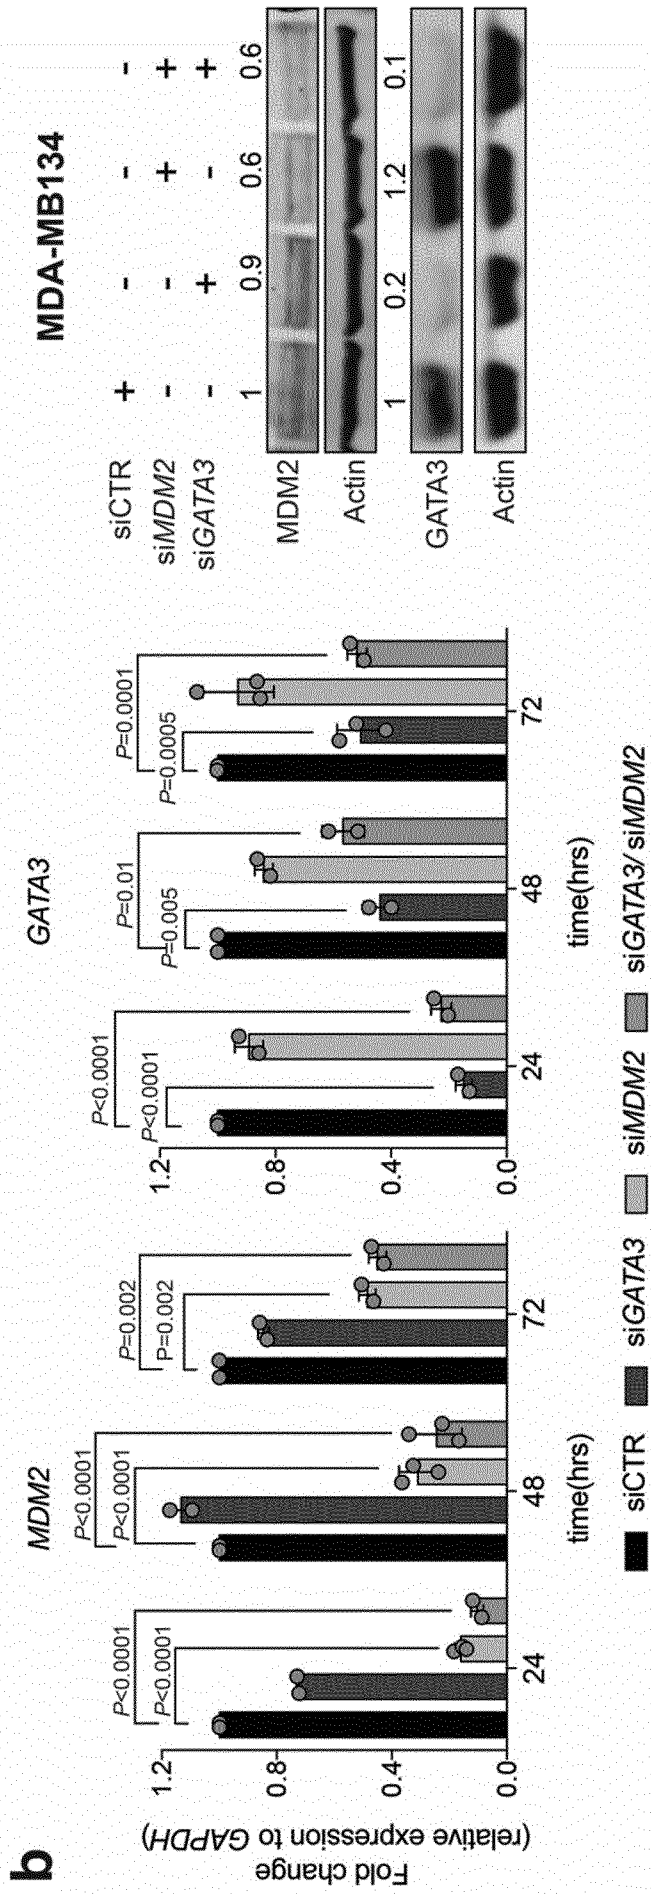 b
MDM2
GATA3
MDA-MB134
Fold change
(relative expression to GAPDH)
1.2
0.8
0.4
0.0
P<0.0001
P<0.0001
P<0.0001
P<0.0001
P=0.002
P=0.002
24
48
72
time(hrs)
1.2
0.8
0.4
0.0
P<0.0001
P<0.0001
P=0.01
P=0.005
P=0.0001
P=0.0005
24
48
72
time(hrs)
siCTR
siGATA3
siMDM2
siGATA3/ siMDM2
siCTR + - - -
siMDM2 - - + +
siGATA3 - + - +
1 0.9 0.6 0.6
MDM2
Actin
1 0.2 1.2 0.1
GATA3
Actin